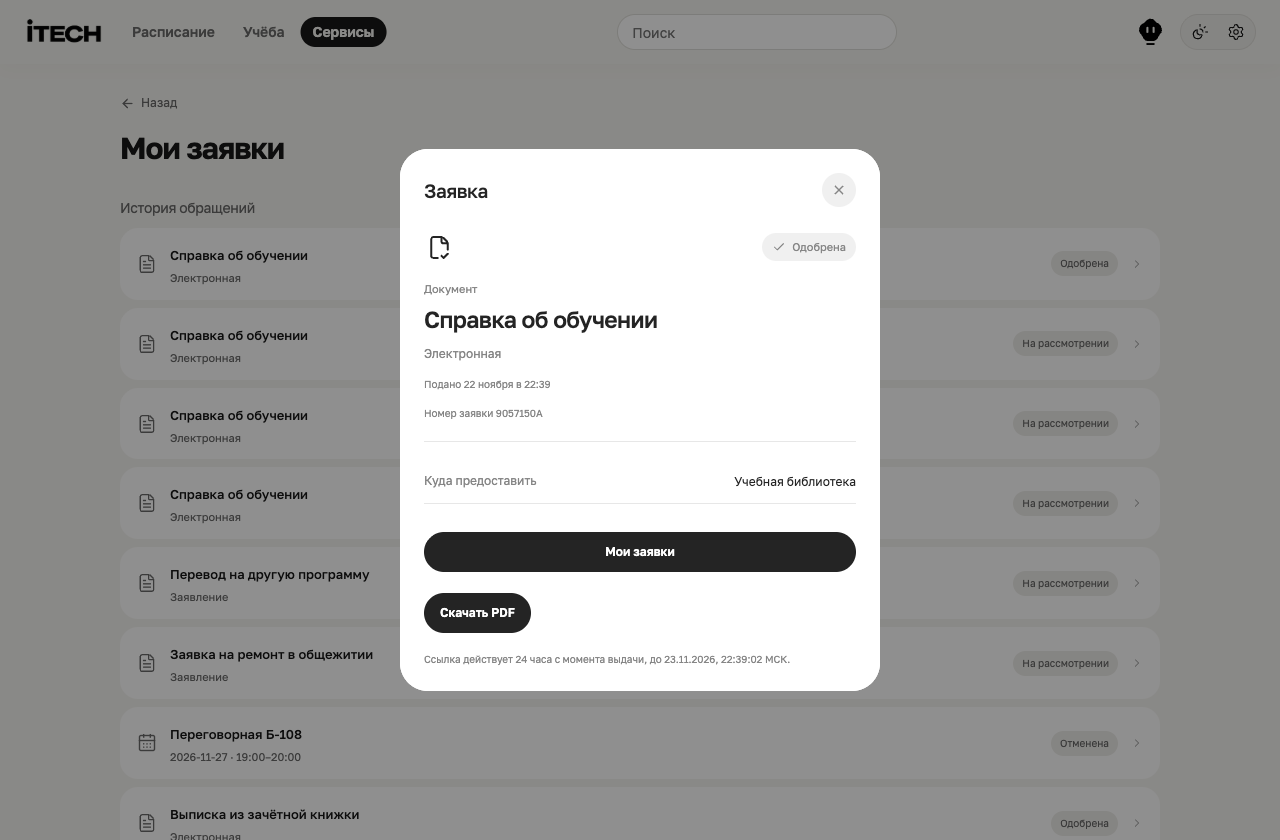 iTECH
Расписание
Учёба
Сервисы
Поиск
Назад
Мои заявки
История обращений
Справка об обучении
Электронная
Одобрена
Справка об обучении
Электронная
На рассмотрении
Справка об обучении
Электронная
На рассмотрении
Справка об обучении
Электронная
На рассмотрении
Перевод на другую программу
Заявление
На рассмотрении
Заявка на ремонт в общежитии
Заявление
На рассмотрении
Переговорная Б-108
2026-11-27 · 19:00–20:00
Отменена
Выписка из зачётной книжки
Электронная
Одобрена
Заявка
Одобрена
Документ
Справка об обучении
Электронная
Подано 22 ноября в 22:39
Номер заявки 9057150A
Куда предоставить
Учебная библиотека
Мои заявки
Скачать PDF
Ссылка действует 24 часа с момента выдачи, до 23.11.2026, 22:39:02 МСК.